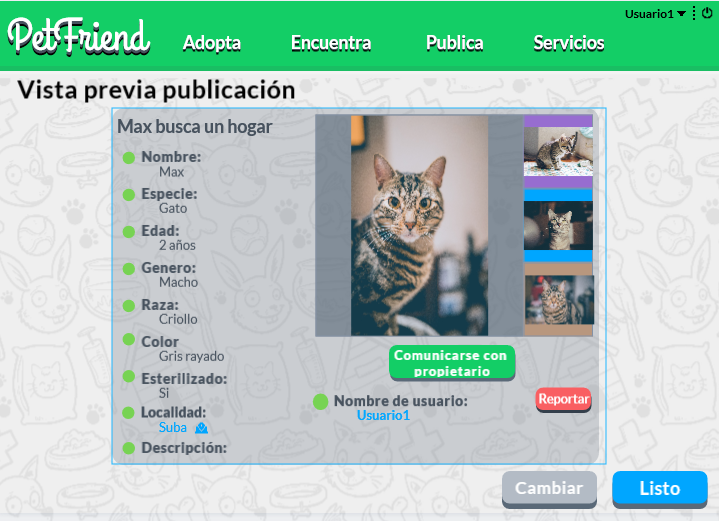 Usuario1
PetFriend
Adopta
Encuentra
Publica
Servicios
Vista previa publicación
Max busca un hogar
Nombre:
Max
Especie:
Gato
Edad:
2 años
Genero:
Macho
Raza:
Criollo
Color
Gris rayado
Esterilizado:
Si
Localidad:
Suba
Descripción:
Comunicarse con
propietario
Nombre de usuario:
Usuario1
Reportar
Cambiar
Listo